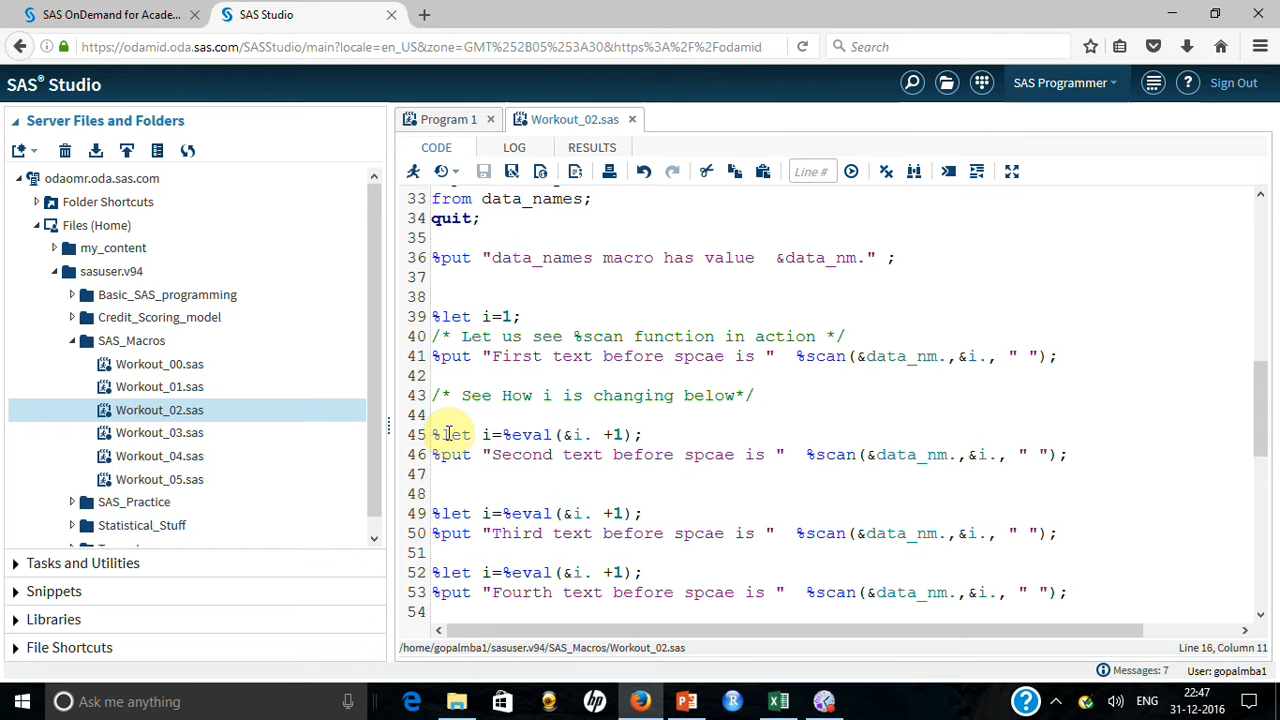 SAS OnDemand for Acade...
SAS Studio
https://odamid.oda.sas.com/SASStudio/main?locale=en_US&zone=GMT%252B05%253A30&https%3A%2F%2Fodamid
Search
SAS® Studio
SAS Programmer
Sign Out
Server Files and Folders
odaomr.oda.sas.com
Folder Shortcuts
Files (Home)
my_content
sasuser.v94
Basic_SAS_programming
Credit_Scoring_model
SAS_Macros
Workout_00.sas
Workout_01.sas
Workout_02.sas
Workout_03.sas
Workout_04.sas
Workout_05.sas
SAS_Practice
Statistical_Stuff
Tasks and Utilities
Snippets
Libraries
File Shortcuts
Program 1
Workout_02.sas
CODE LOG RESULTS
Line #
33 from data_names;
34 quit;
35
36 %put "data_names macro has value  &data_nm." ;
37
38
39 %let i=1;
40 /* Let us see %scan function in action */
41 %put "First text before spcae is "  %scan(&data_nm.,&i., " ");
42
43 /* See How i is changing below*/
44
45 %let i=%eval(&i. +1);
46 %put "Second text before spcae is "  %scan(&data_nm.,&i., " ");
47
48
49 %let i=%eval(&i. +1);
50 %put "Third text before spcae is "  %scan(&data_nm.,&i., " ");
51
52 %let i=%eval(&i. +1);
53 %put "Fourth text before spcae is "  %scan(&data_nm.,&i., " ");
54
/home/gopalmba1/sasuser.v94/SAS_Macros/Workout_02.sas
Line 16, Column 11
Messages: 7
User: gopalmba1
Ask me anything
ENG
22:47
31-12-2016